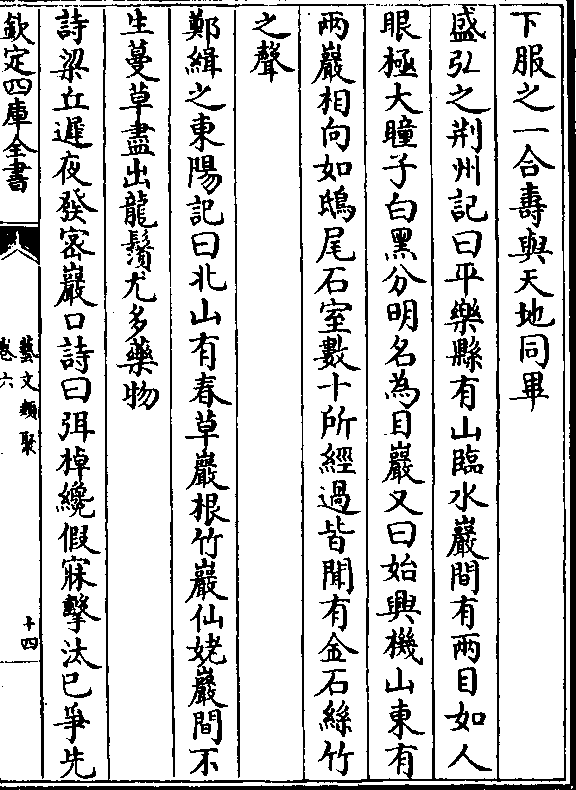 下服之一合壽與天地同畢
盛弘之荆州記曰平樂縣有山臨水巖間有兩目如人
眼極大瞳子白黑分明名為目巖又曰始興機山東有
兩巖相向如鴟尾石室數十所經過皆聞有金石絲竹
之聲
鄭緝之東陽記曰北山有春草巖根竹巖仙姥巖間不
生蔓草盡出龍鬚尤多藥物
詩梁丘遲夜發密巖口詩曰弭棹纔假寐擊汰已爭先
欽定四庫全書
藝文類聚
卷六
十四